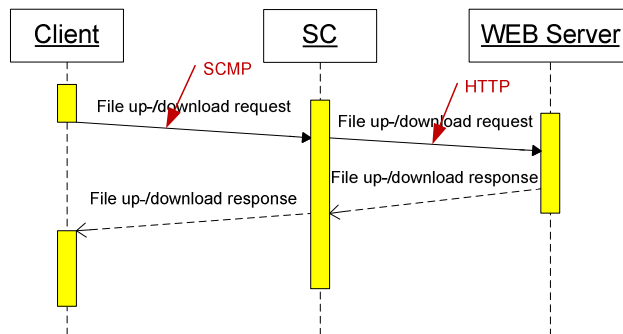 Client
SC
WEB Server
SCMP
HTTP
File up-/download request
File up-/download request
File up-/download response
File up-/download response